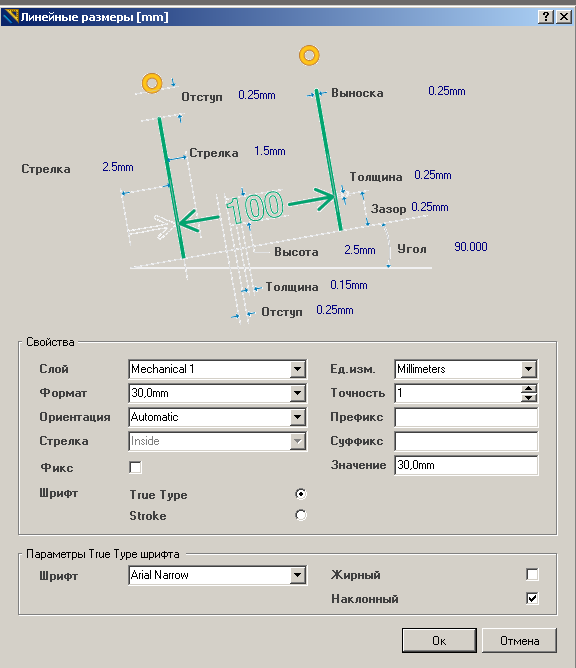 Линейные размеры [mm]
Отступ 0.25mm
Выноска 0.25mm
Стрелка 1.5mm
Стрелка 2.5mm
Толщина 0.25mm
100
Зазор 0.25mm
Высота 2.5mm
Угол 90.000
Толщина 0.15mm
Отступ 0.25mm
Свойства
Слой Mechanical 1 Ед.изм. Millimeters
Формат 30,0mm Точность 1
Ориентация Automatic Префикс
Стрелка Inside Суффикс
Фикс Значение 30,0mm
Шрифт True Type
Stroke
Параметры True Type шрифта
Шрифт Arial Narrow Жирный
Наклонный
Ок Отмена